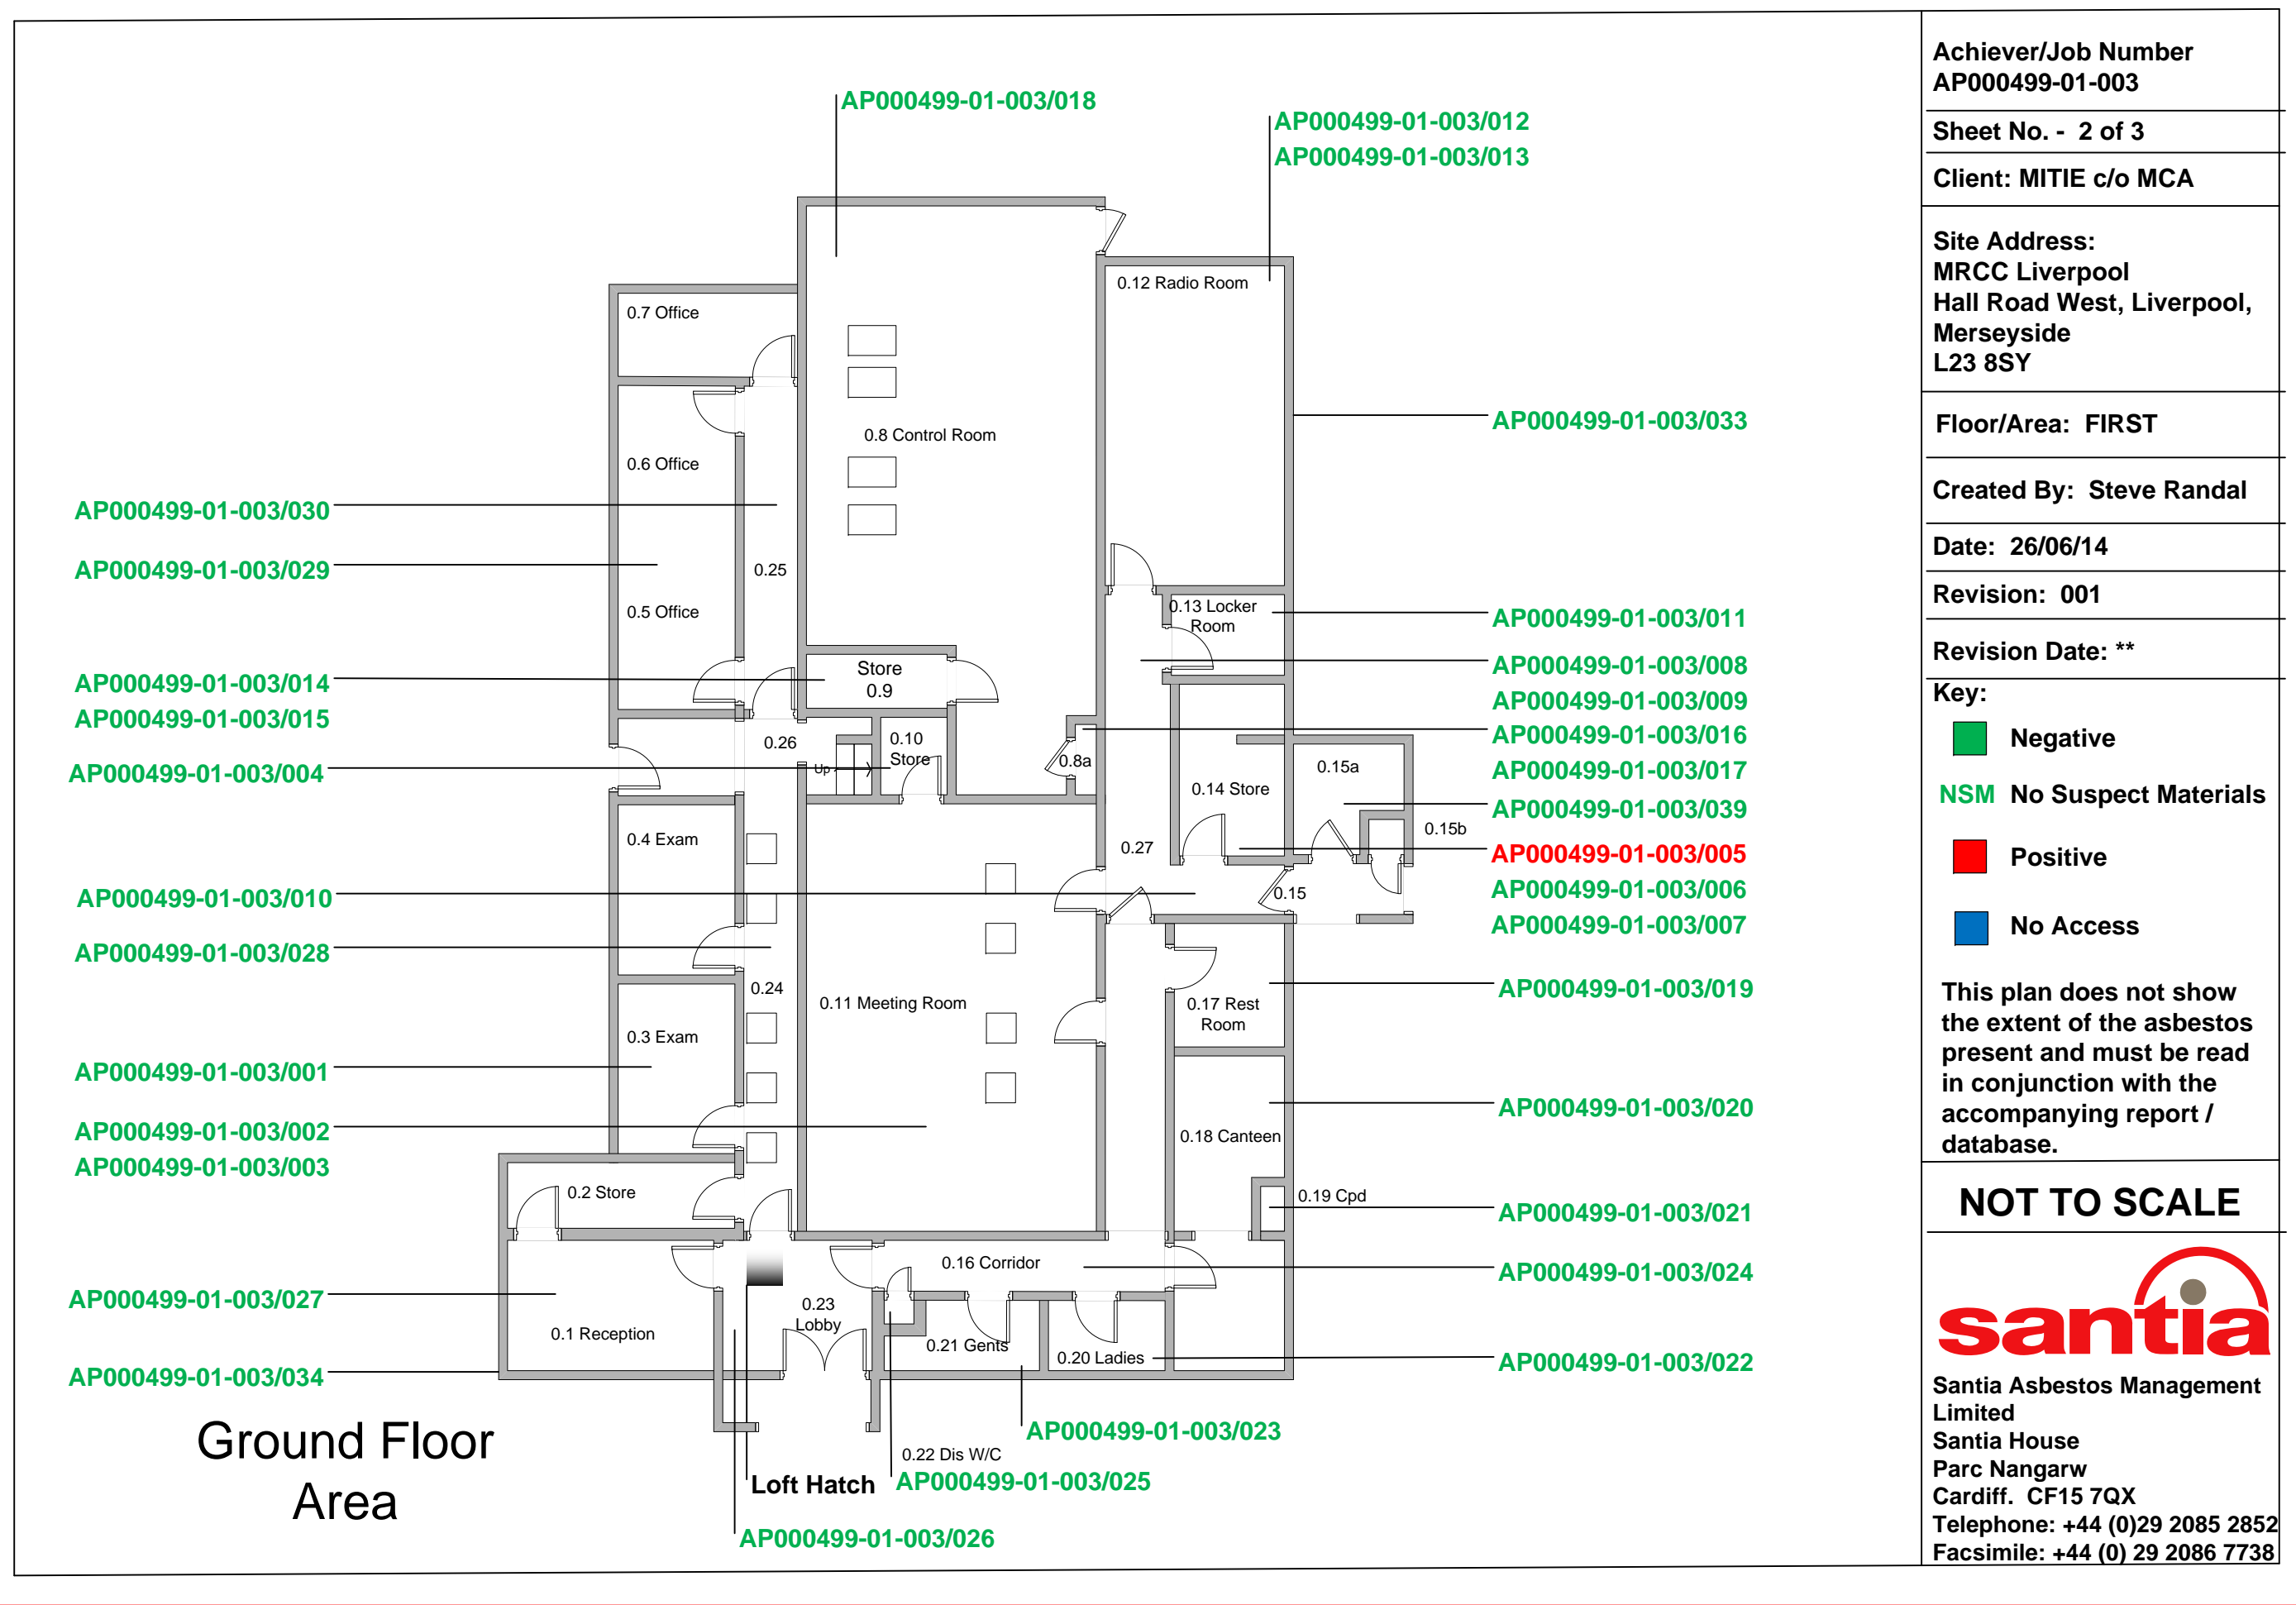 AP000499-01-003/018
AP000499-01-003/012
AP000499-01-003/013
0.12 Radio Room
0.7 Office
0.8 Control Room
AP000499-01-003/033
0.6 Office
AP000499-01-003/030
AP000499-01-003/029
0.25
0.5 Office
0.13 Locker
Room
AP000499-01-003/011
AP000499-01-003/008
AP000499-01-003/009
AP000499-01-003/014
AP000499-01-003/015
Store
0.9
AP000499-01-003/016
AP000499-01-003/017
0.26
0.10
Store
Up
0.8a
0.15a
AP000499-01-003/004
0.14 Store
AP000499-01-003/039
0.15b
0.4 Exam
0.27
AP000499-01-003/005
AP000499-01-003/006
AP000499-01-003/007
0.15
AP000499-01-003/010
AP000499-01-003/028
0.24
0.11 Meeting Room
0.17 Rest
Room
AP000499-01-003/019
0.3 Exam
AP000499-01-003/001
AP000499-01-003/002
AP000499-01-003/003
AP000499-01-003/020
0.18 Canteen
0.2 Store
0.19 Cpd
AP000499-01-003/021
0.16 Corridor
AP000499-01-003/024
AP000499-01-003/027
0.23
Lobby
0.1 Reception
0.21 Gents
0.20 Ladies
AP000499-01-003/022
AP000499-01-003/034
AP000499-01-003/023
0.22 Dis W/C
AP000499-01-003/025
Loft Hatch
AP000499-01-003/026
Ground Floor
Area
Achiever/Job Number
AP000499-01-003
Sheet No. - 2 of 3
Client: MITIE c/o MCA
Site Address:
MRCC Liverpool
Hall Road West, Liverpool,
Merseyside
L23 8SY
Floor/Area: FIRST
Created By: Steve Randal
Date: 26/06/14
Revision: 001
Revision Date: **
Key:
Negative
NSM No Suspect Materials
Positive
No Access
This plan does not show
the extent of the asbestos
present and must be read
in conjunction with the
accompanying report /
database.
NOT TO SCALE
santia
Santia Asbestos Management
Limited
Santia House
Parc Nangarw
Cardiff. CF15 7QX
Telephone: +44 (0)29 2085 2852
Facsimile: +44 (0) 29 2086 7738